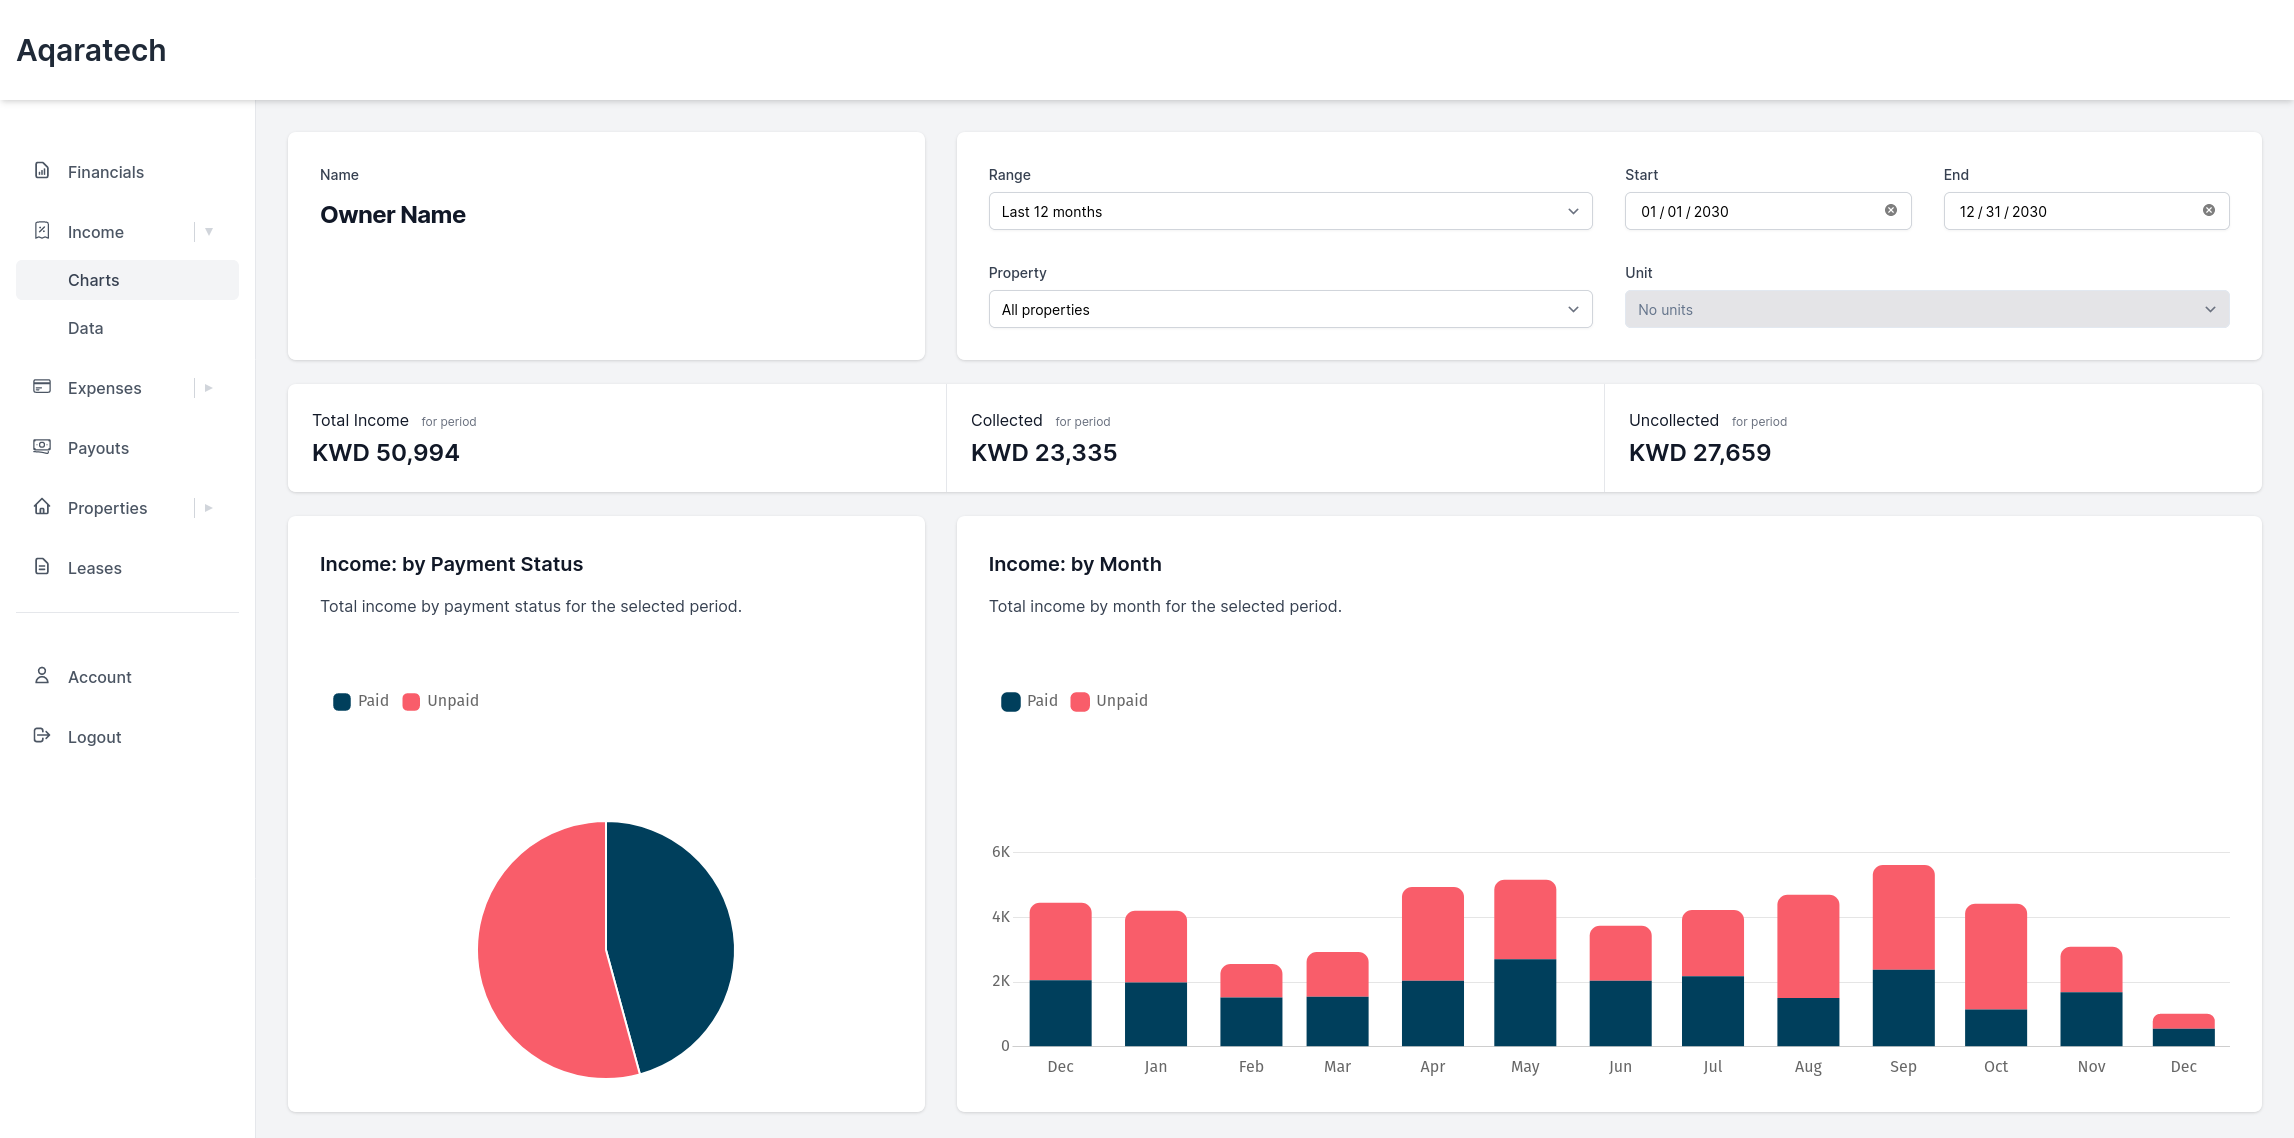 Aqaratech
Financials
Income
Charts
Data
Expenses
Payouts
Properties
Leases
Account
Logout
Name
Owner Name
Range
Last 12 months
Start
01 / 01 / 2030
End
12 / 31 / 2030
Property
All properties
Unit
No units
Total Income for period
KWD 50,994
Collected for period
KWD 23,335
Uncollected for period
KWD 27,659
Income: by Payment Status
Total income by payment status for the selected period.
Paid Unpaid
Income: by Month
Total income by month for the selected period.
Paid Unpaid
6K
4K
2K
0
Dec Jan Feb Mar Apr May Jun Jul Aug Sep Oct Nov Dec